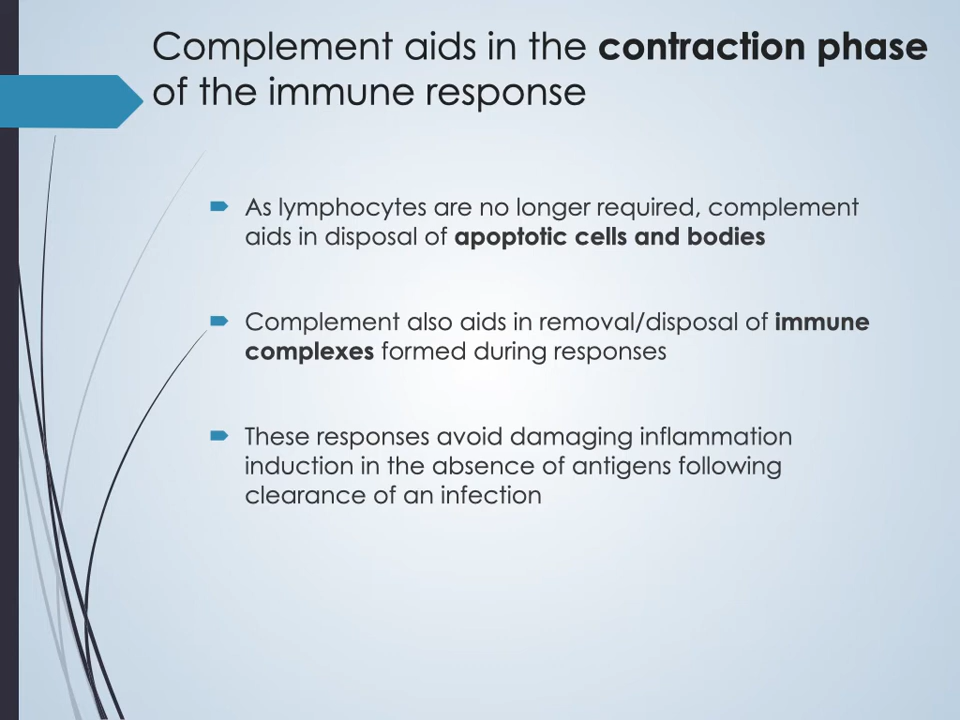 Complement aids in the contraction phase
of the immune response
As lymphocytes are no longer required, complement
aids in disposal of apoptotic cells and bodies
Complement also aids in removal/disposal of immune
complexes formed during responses
These responses avoid damaging inflammation
induction in the absence of antigens following
clearance of an infection